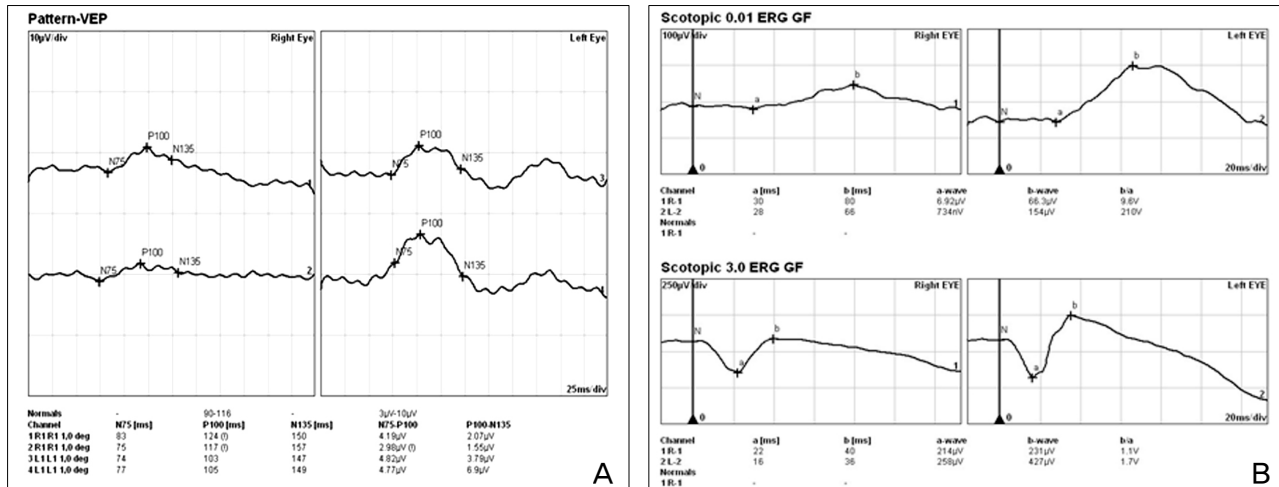 Pattern-VEP
10µV/div Right Eye Left Eye
P100
N75
N135
1
P100
N75
N135
3
P100
N75
N135
2
P100
N75
N135
1
25ms/div
Normals - 90-116 - 3µV-10µV
Channel N75 [ms] P100 [ms] N135 [ms] N75-P100 P100-N135
1 R1 R1 1,0 deg 83 124 (!) 150 4.19µV 2.07µV
2 R1 R1 1,0 deg 75 117 (!) 157 2.98µV (!) 1.55µV
3 L1 L1 1,0 deg 74 103 147 4.82µV 3.79µV
4 L1 L1 1,0 deg 77 105 149 4.77µV 6.9µV
A
Scotopic 0.01 ERG GF
100µV/div Right EYE Left EYE
N
a
b
1
0
N
a
b
2
0
20ms/div
Channel a [ms] b [ms] a-wave b-wave b/a
1 R-1 30 80 6.92µV 66.3µV 9.6V
2 L-2 28 66 734nV 154µV 210V
Normals
1 R-1 - -
Scotopic 3.0 ERG GF
250µV/div Right EYE Left EYE
N
a
b
1
0
N
a
b
2
0
20ms/div
Channel a [ms] b [ms] a-wave b-wave b/a
1 R-1 22 40 214µV 231µV 1.1V
2 L-2 16 36 258µV 427µV 1.7V
Normals
1 R-1 - -
B